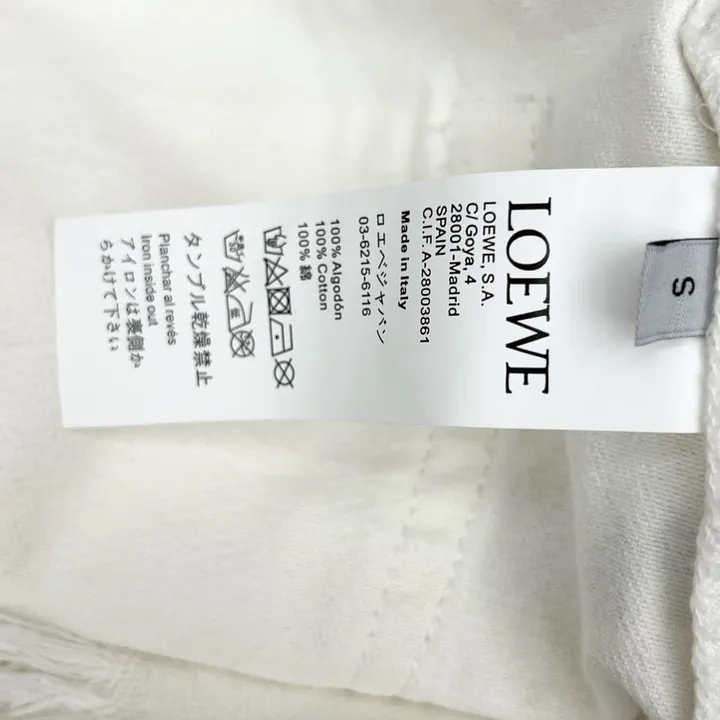 LOEWE
LOEWE, S.A.
C/ Goya, 4
28001-Madrid
SPAIN
C.I.F. A-28003861
Made in Italy
ロエベジャパン
03-6215-6116
100% Algodón
100% Cotton
100% 綿
タンブル乾燥禁止
Planchar al revés
Iron inside out
アイロンは裏側か
らかけて下さい
S